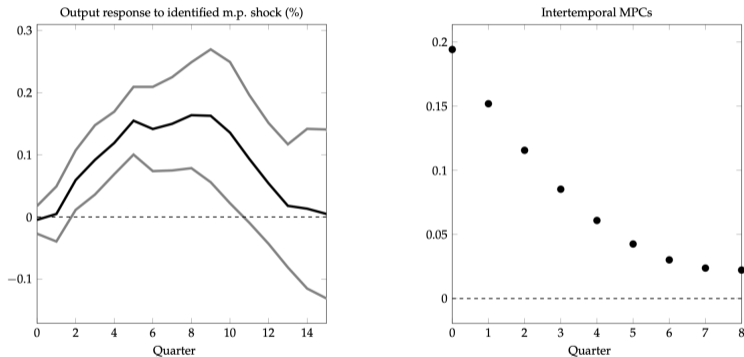 Output response to identified m.p. shock (%)
0.3
0.2
0.1
0
−0.1
0 2 4 6 8 10 12 14
Quarter
Intertemporal MPCs
0.2
0.15
0.1
0.05
0
0 1 2 3 4 5 6 7 8
Quarter